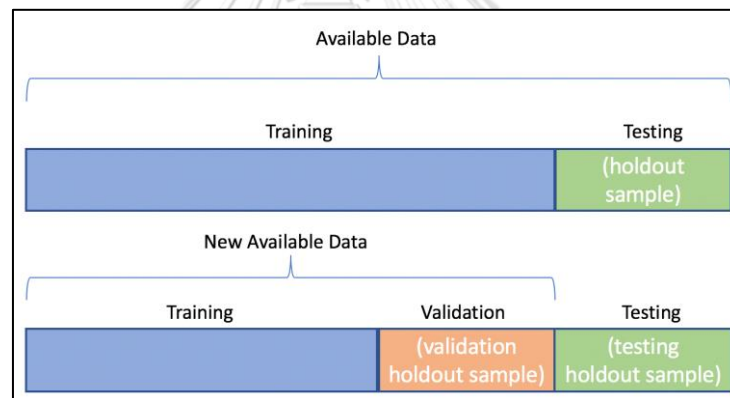 Available Data
Training Testing
(holdout
sample)
New Available Data
Training Validation Testing
(validation (testing
holdout sample) holdout sample)